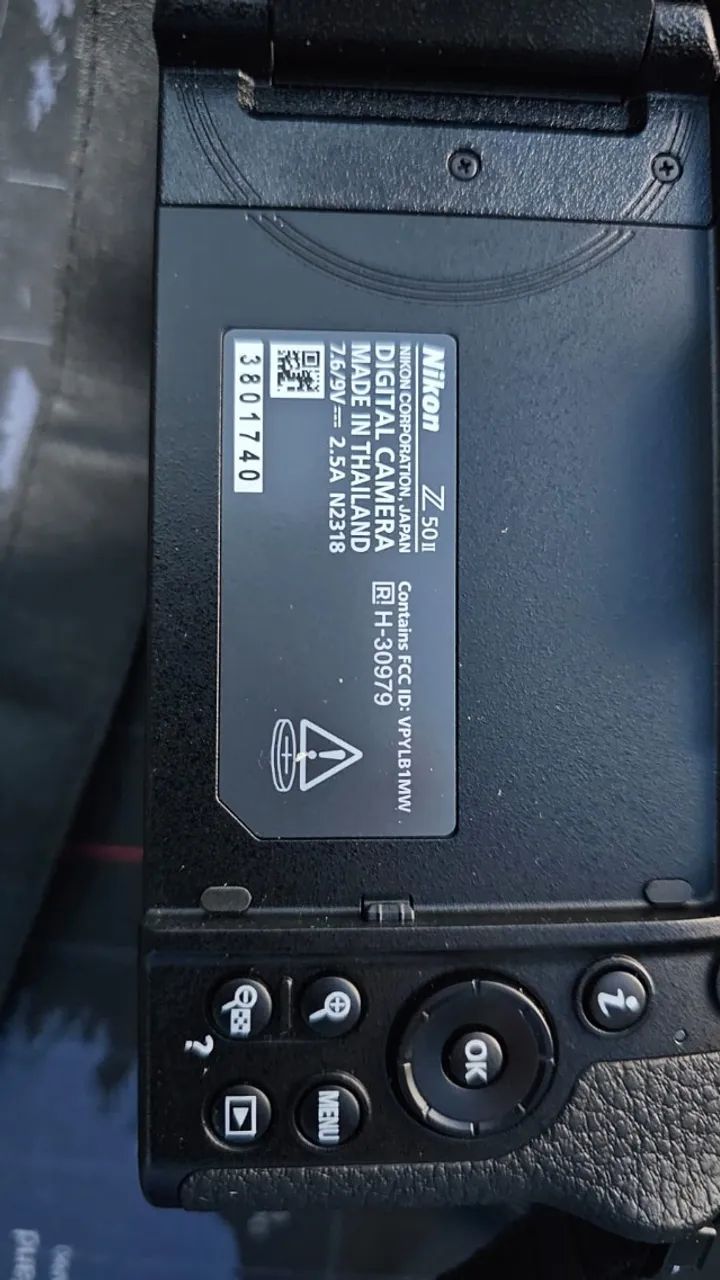 Nikon Z50II
NIKON CORPORATION, JAPAN
DIGITAL CAMERA
MADE IN THAILAND
7.6/9V⎓ 2.5A N2318
3801740
Contains FCC ID: VPYLB1MW
R H-30979
i
OK
MENU
?